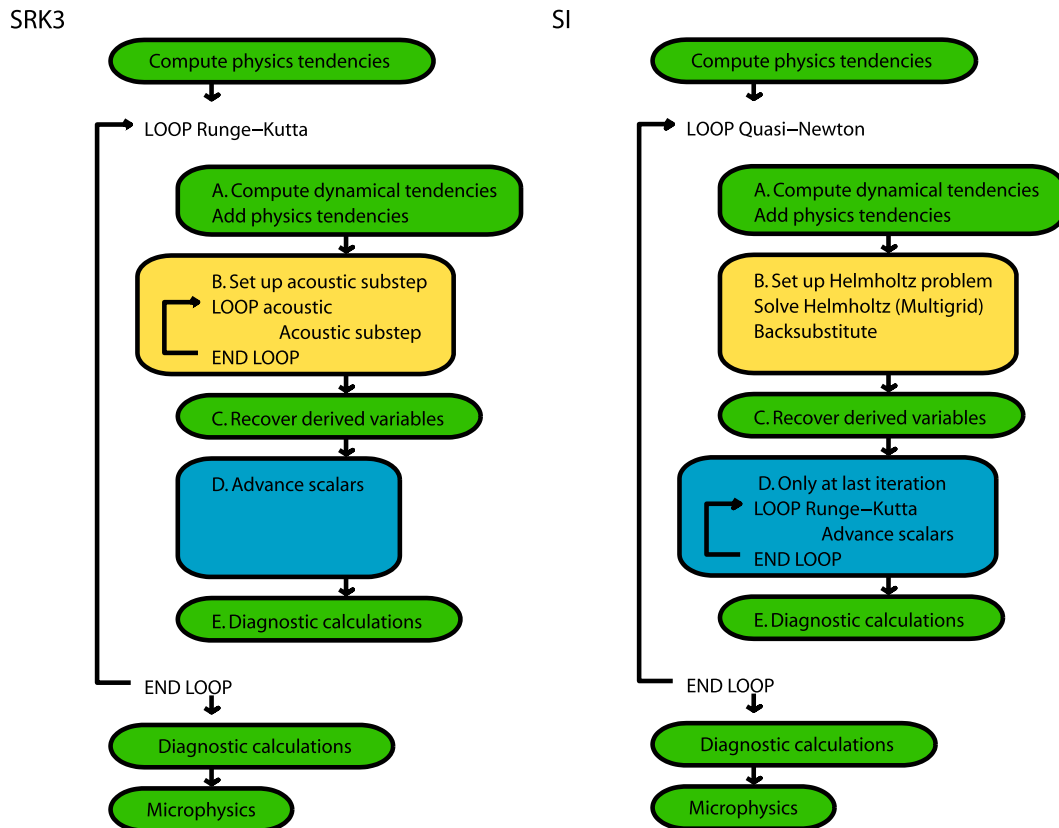 SRK3
Compute physics tendencies
LOOP Runge–Kutta
A. Compute dynamical tendencies
Add physics tendencies
B. Set up acoustic substep
LOOP acoustic
Acoustic substep
END LOOP
C. Recover derived variables
D. Advance scalars
E. Diagnostic calculations
END LOOP
Diagnostic calculations
Microphysics
SI
Compute physics tendencies
LOOP Quasi–Newton
A. Compute dynamical tendencies
Add physics tendencies
B. Set up Helmholtz problem
Solve Helmholtz (Multigrid)
Backsubstitute
C. Recover derived variables
D. Only at last iteration
LOOP Runge–Kutta
Advance scalars
END LOOP
E. Diagnostic calculations
END LOOP
Diagnostic calculations
Microphysics